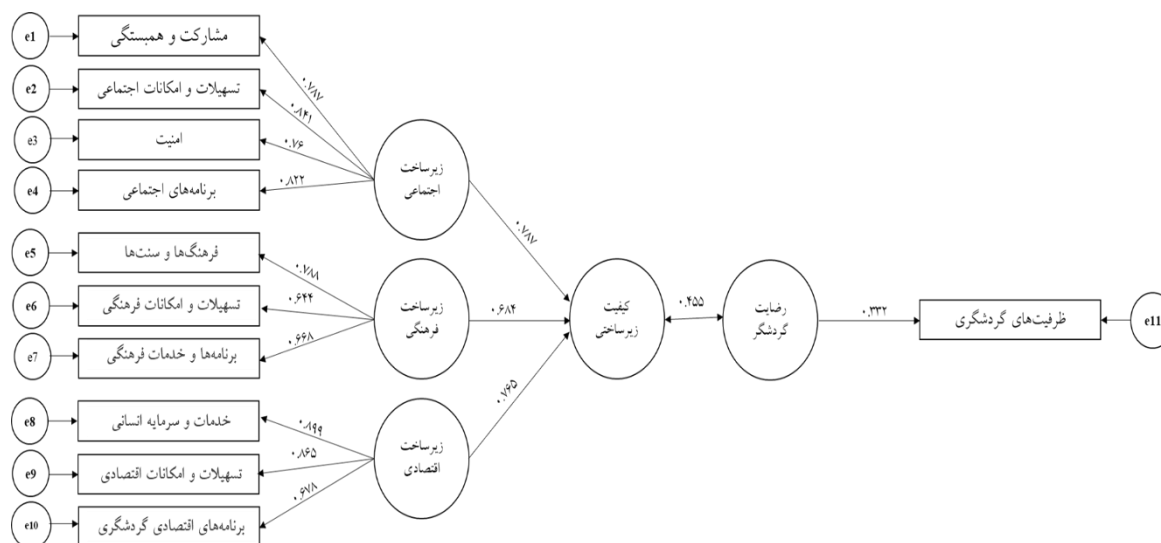 e1
مشارکت و همبستگی
۰.۷۸۷
e2
تسهیلات و امکانات اجتماعی
۰.۸۴۱
e3
امنیت
۰.۷۶
e4
برنامه‌های اجتماعی
۰.۸۲۲
زیرساخت
اجتماعی
۰.۷۸۷
e5
فرهنگ‌ها و سنت‌ها
۰.۷۸۸
e6
تسهیلات و امکانات فرهنگی
۰.۶۴۴
e7
برنامه‌ها و خدمات فرهنگی
۰.۶۶۸
زیرساخت
فرهنگی
۰.۶۸۴
کیفیت
زیرساختی
۰.۴۵۵
رضایت
گردشگر
۰.۳۳۲
ظرفیت‌های گردشگری
e11
e8
خدمات و سرمایه انسانی
۰.۸۹۹
e9
تسهیلات و امکانات اقتصادی
۰.۸۶۵
e10
برنامه‌های اقتصادی گردشگری
۰.۶۷۸
زیرساخت
اقتصادی
۰.۷۶۵